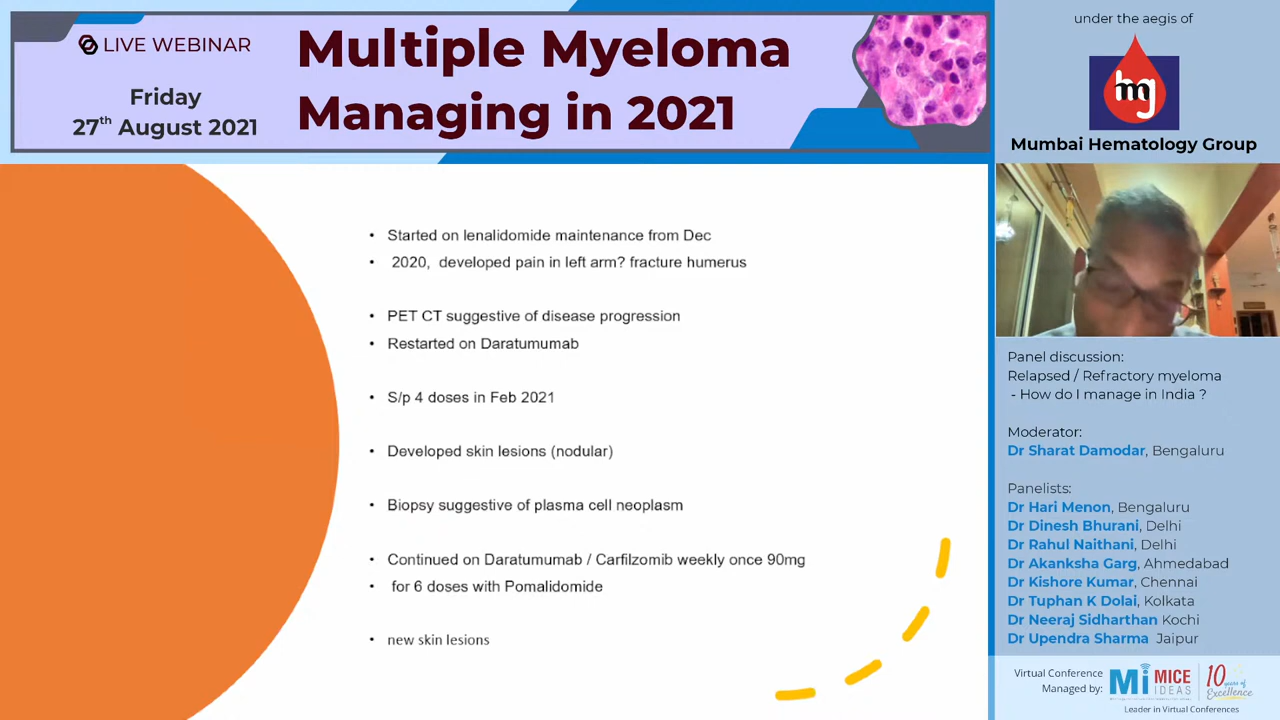 LIVE WEBINAR
Friday
27th August 2021
Multiple Myeloma
Managing in 2021
• Started on lenalidomide maintenance from Dec
• 2020, developed pain in left arm? fracture humerus
• PET CT suggestive of disease progression
• Restarted on Daratumumab
• S/p 4 doses in Feb 2021
• Developed skin lesions (nodular)
• Biopsy suggestive of plasma cell neoplasm
• Continued on Daratumumab / Carfilzomib weekly once 90mg
• for 6 doses with Pomalidomide
• new skin lesions
under the aegis of
hmg
Mumbai Hematology Group
Panel discussion:
Relapsed / Refractory myeloma
- How do I manage in India ?
Moderator:
Dr Sharat Damodar, Bengaluru
Panelists:
Dr Hari Menon, Bengaluru
Dr Dinesh Bhurani, Delhi
Dr Rahul Naithani, Delhi
Dr Akanksha Garg, Ahmedabad
Dr Kishore Kumar, Chennai
Dr Tuphan K Dolai, Kolkata
Dr Neeraj Sidharthan Kochi
Dr Upendra Sharma Jaipur
Virtual Conference
Managed by:
Mi MICE
IDEAS
10 years of
Excellence
Leader in Virtual Conferences